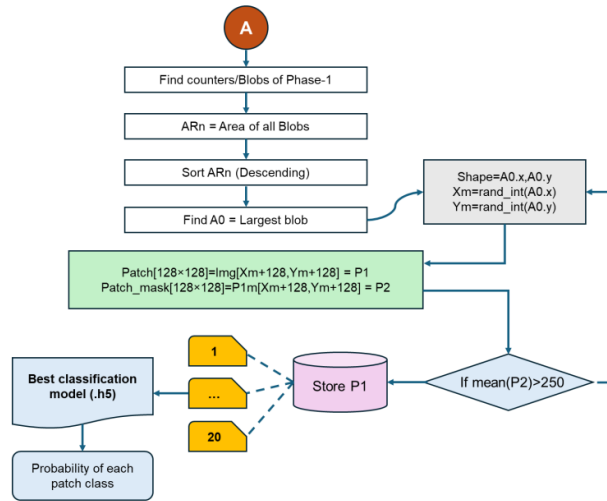 A
Find counters/Blobs of Phase-1
ARn = Area of all Blobs
Sort ARn (Descending)
Find A0 = Largest blob
Shape=A0.x,A0.y
Xm=rand_int(A0.x)
Ym=rand_int(A0.y)
Patch[128×128]=Img[Xm+128,Ym+128] = P1
Patch_mask[128×128]=P1m[Xm+128,Ym+128] = P2
If mean(P2)>250
Store P1
1
...
20
Best classification
model (.h5)
Probability of each
patch class